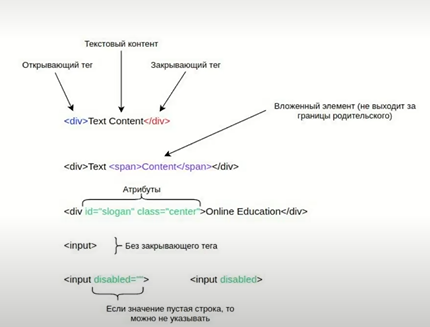 Текстовый контент
Открывающий тег
Закрывающий тег
<div>Text Content</div>
Вложенный элемент (не выходит за
границы родительского)
<div>Text <span>Content</span></div>
Атрибуты
<div id="slogan" class="center">Online Education</div>
<input>
Без закрывающего тега
<input disabled="">
<input disabled>
Если значение пустая строка, то
можно не указывать